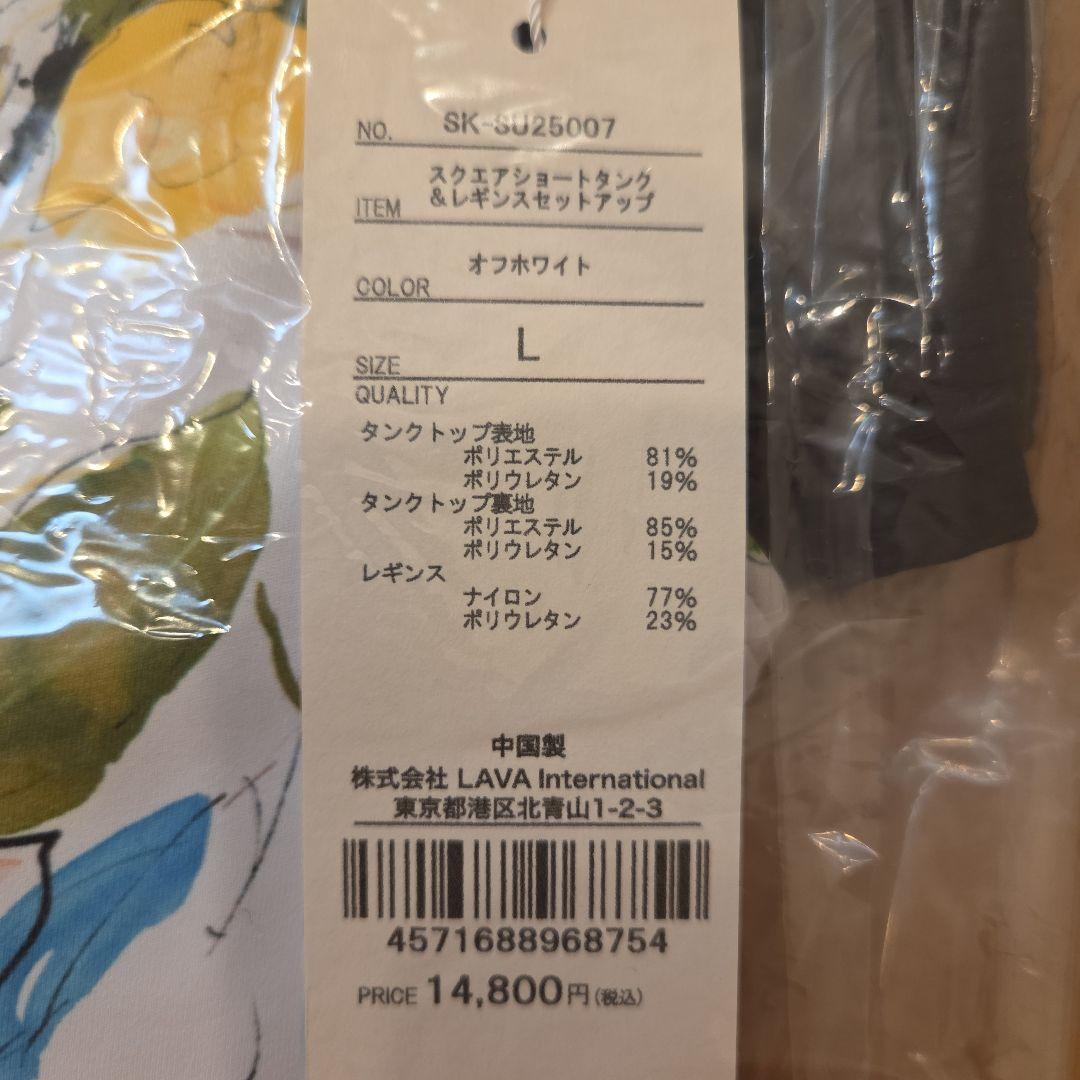 NO. SK-SU25007
スクエアショートタンク
ITEM &レギンスセットアップ
COLOR オフホワイト
SIZE L
QUALITY
タンクトップ表地
ポリエステル 81%
ポリウレタン 19%
タンクトップ裏地
ポリエステル 85%
ポリウレタン 15%
レギンス
ナイロン 77%
ポリウレタン 23%
中国製
株式会社 LAVA International
東京都港区北青山1-2-3
4571688968754
PRICE 14,800円(税込)